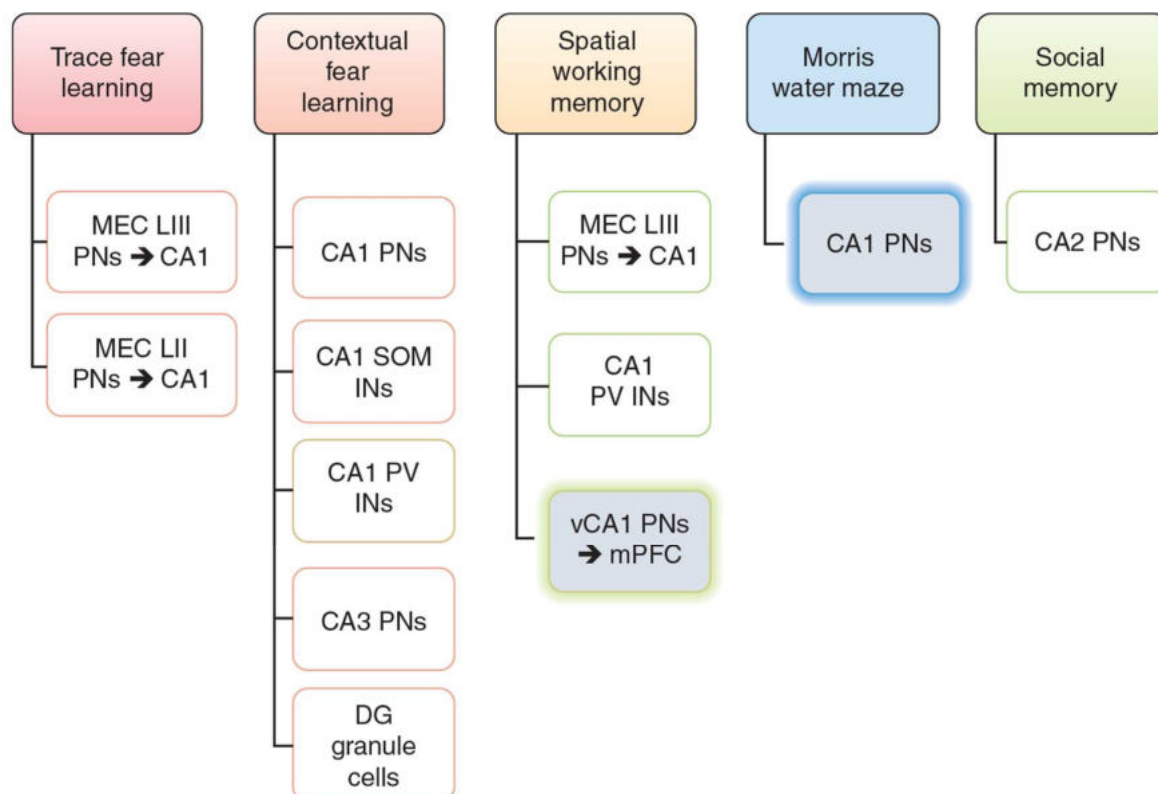 Trace fear
learning
MEC LIII
PNs ➔ CA1
MEC LII
PNs ➔ CA1
Contextual
fear
learning
CA1 PNs
CA1 SOM
INs
CA1 PV
INs
CA3 PNs
DG
granule
cells
Spatial
working
memory
MEC LIII
PNs ➔ CA1
CA1
PV INs
vCA1 PNs
➔ mPFC
Morris
water maze
CA1 PNs
Social
memory
CA2 PNs